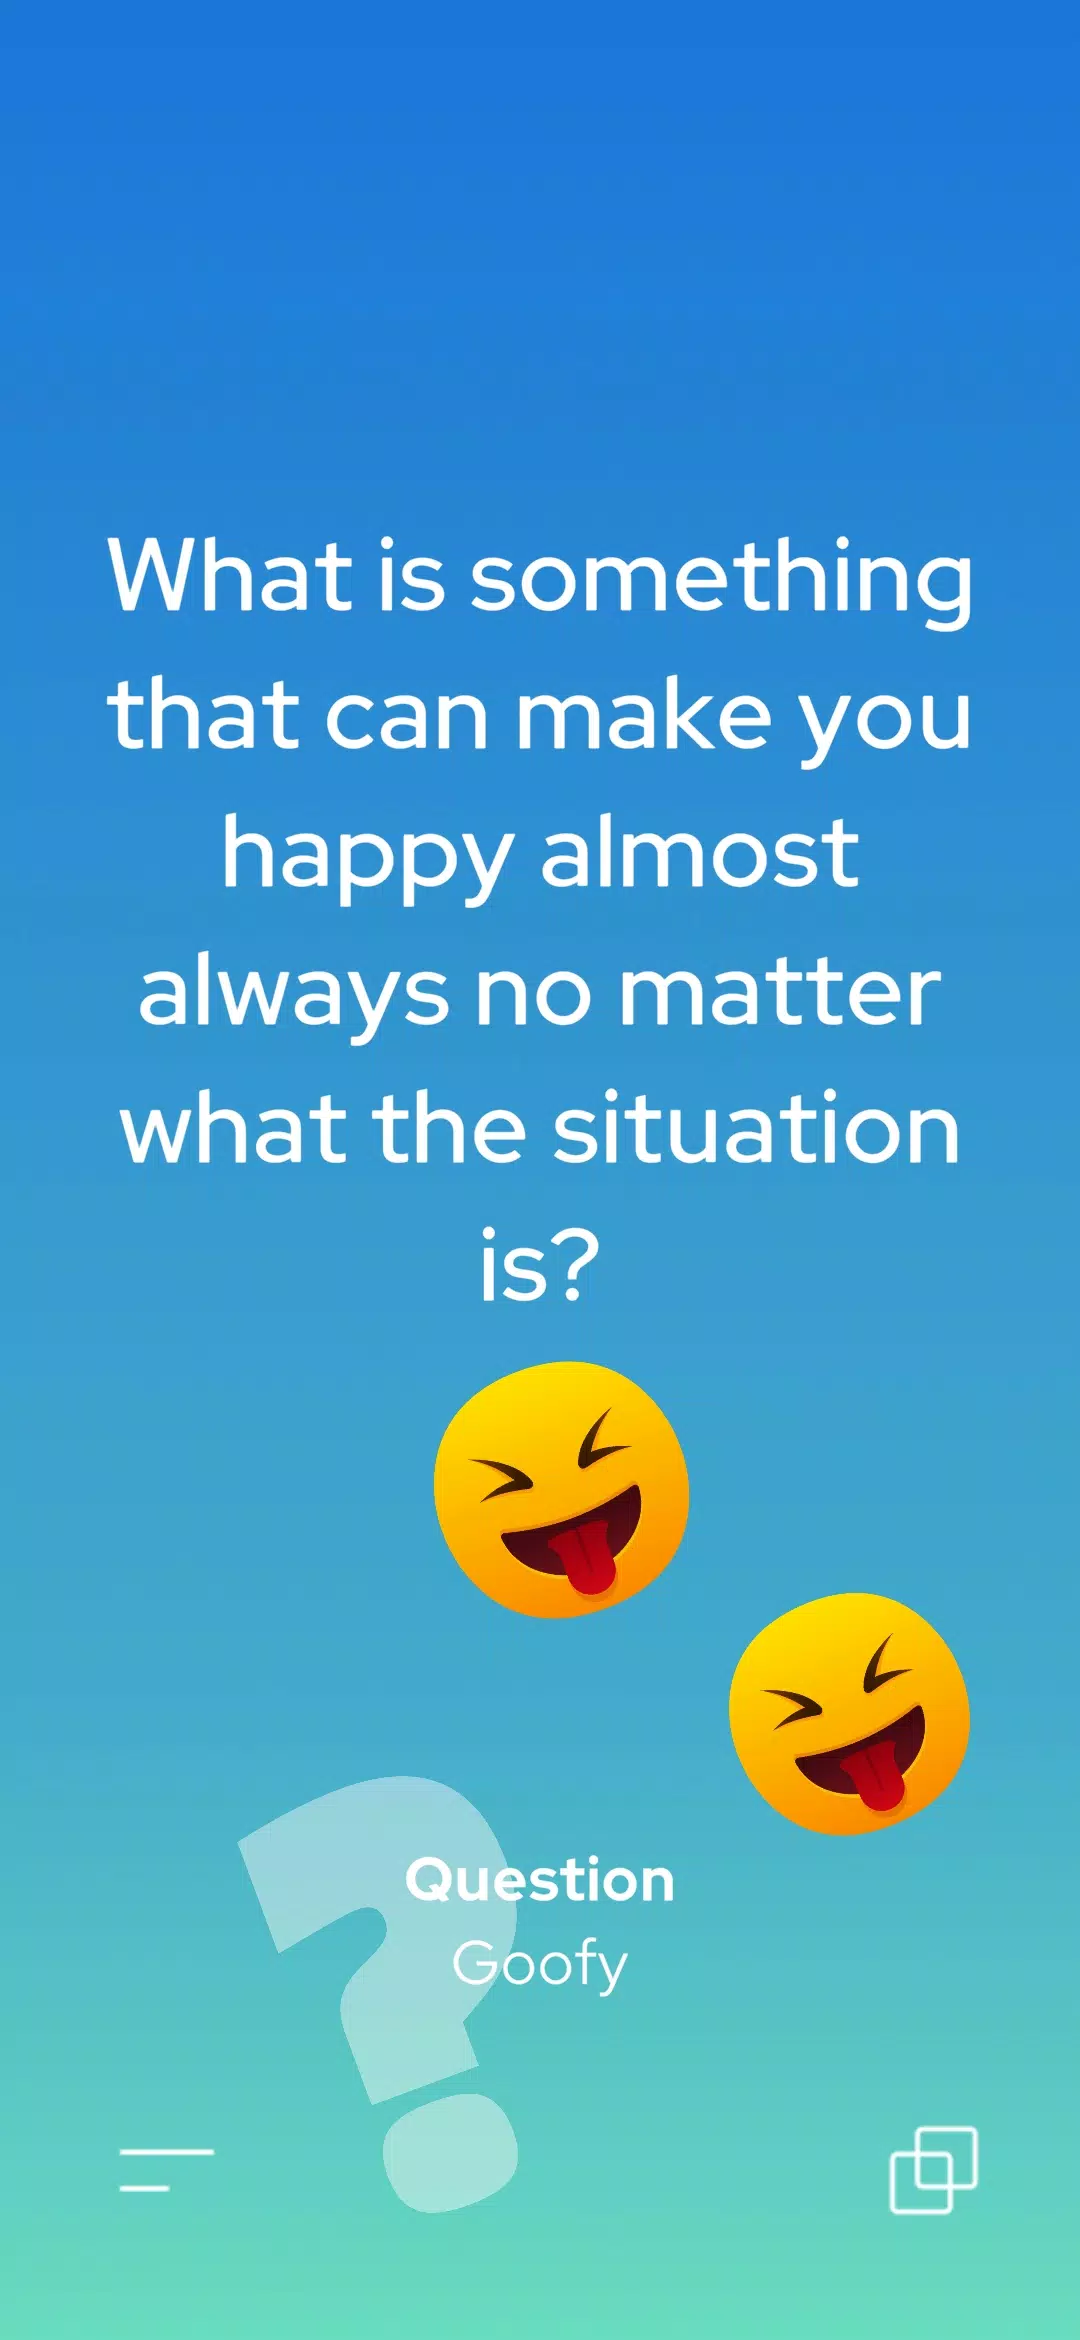 What is something
that can make you
happy almost
always no matter
what the situation
is?
Question
Goofy